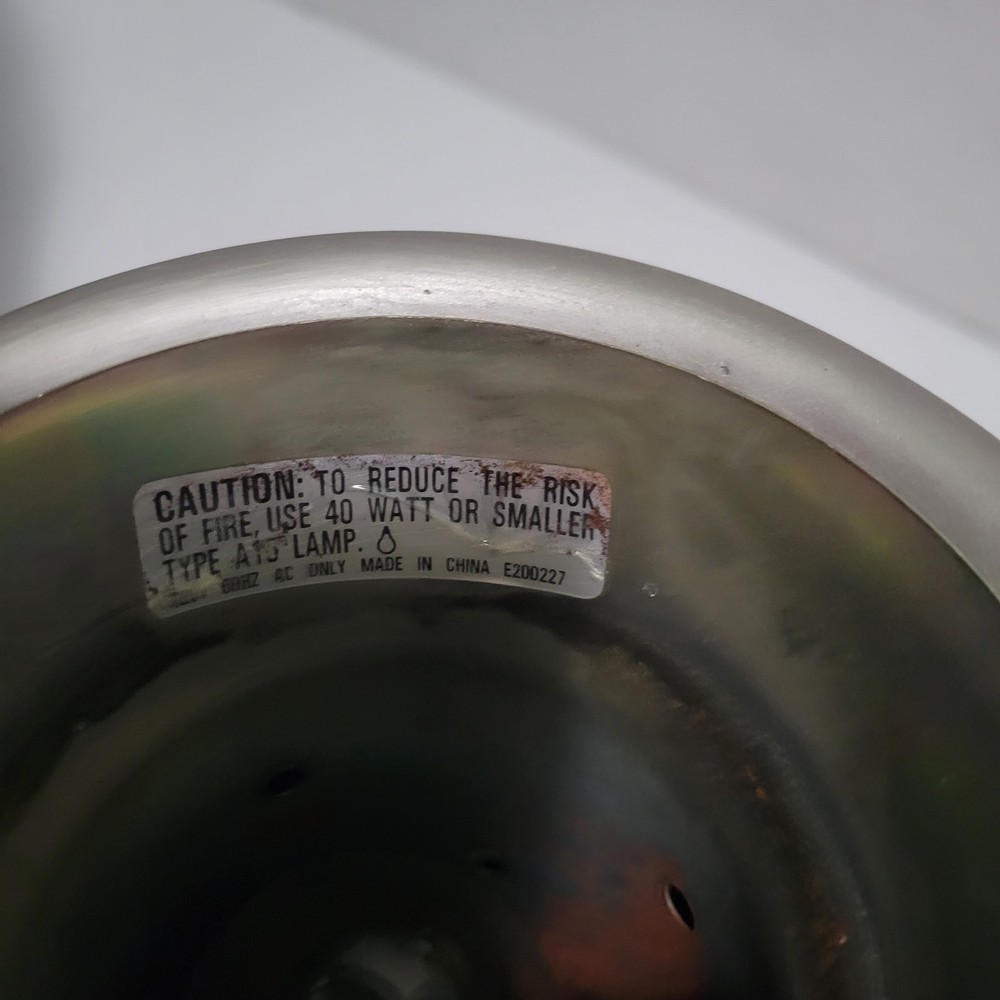 CAUTION: TO REDUCE THE RISK
OF FIRE, USE 40 WATT OR SMALLER
TYPE LAMP.
60HZ AC ONLY MADE IN CHINA E200227